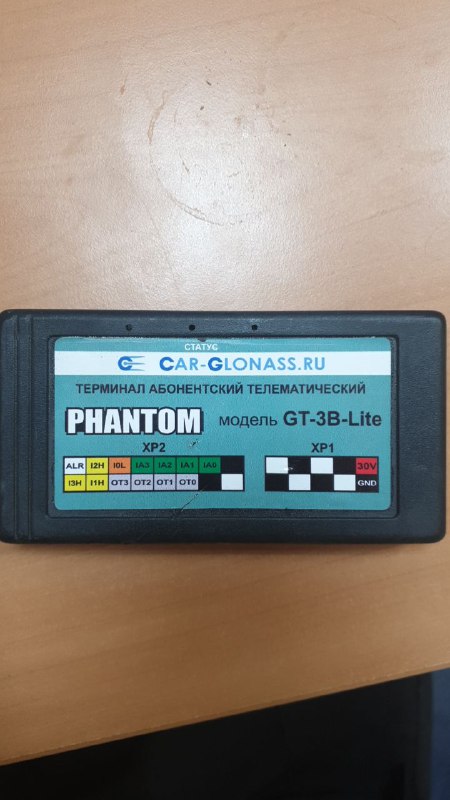 СТАТУС
CAR-GLONASS.RU
ТЕРМИНАЛ АБОНЕНТСКИЙ ТЕЛЕМАТИЧЕСКИЙ
PHANTOM модель GT-3B-Lite
XP2 XP1
ALR I2H I0L IA3 IA2 IA1 IA0 30V
I3H I1H OT3 OT2 OT1 OT0 GND